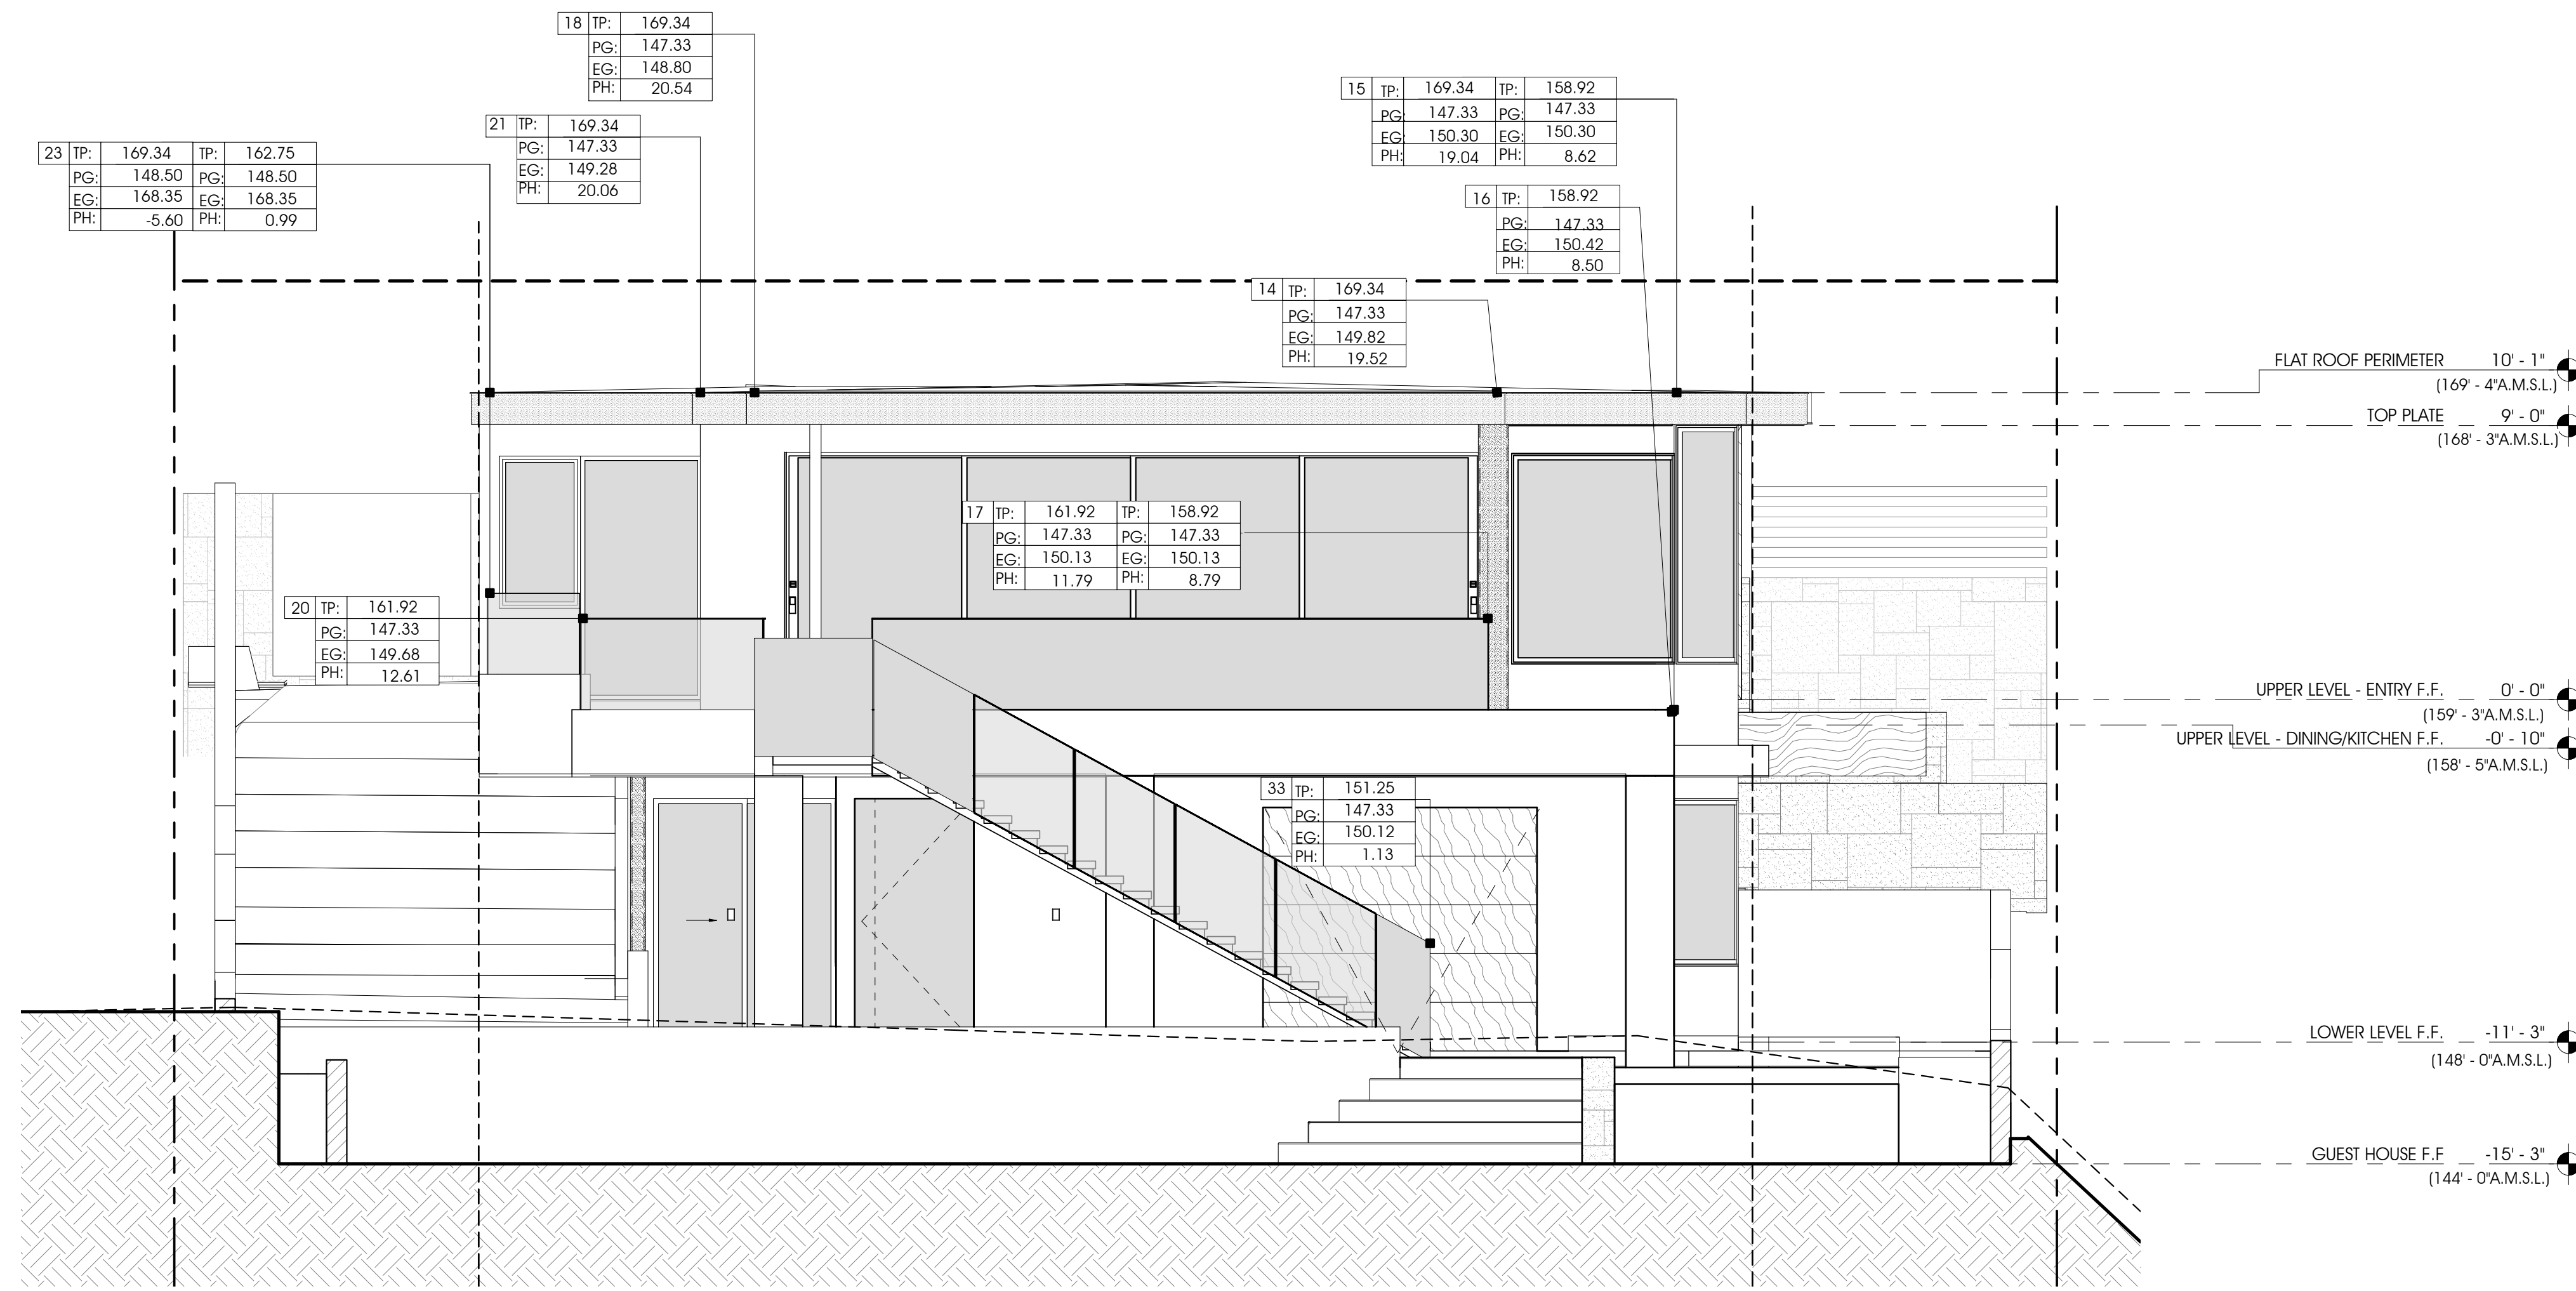 18 TP: 169.34
PG: 147.33
EG: 148.80
PH: 20.54
15 TP: 169.34 TP: 158.92
PG: 147.33 PG: 147.33
EG: 150.30 EG: 150.30
PH: 19.04 PH: 8.62
21 TP: 169.34
PG: 147.33
EG: 149.28
PH: 20.06
23 TP: 169.34 TP: 162.75
PG: 148.50 PG: 148.50
EG: 168.35 EG: 168.35
PH: -5.60 PH: 0.99
16 TP: 158.92
PG: 147.33
EG: 150.42
PH: 8.50
14 TP: 169.34
PG: 147.33
EG: 149.82
PH: 19.52
FLAT ROOF PERIMETER 10' - 1"
(169' - 4"A.M.S.L.)
TOP PLATE 9' - 0"
(168' - 3"A.M.S.L.)
17 TP: 161.92 TP: 158.92
PG: 147.33 PG: 147.33
EG: 150.13 EG: 150.13
PH: 11.79 PH: 8.79
20 TP: 161.92
PG: 147.33
EG: 149.68
PH: 12.61
UPPER LEVEL - ENTRY F.F. 0' - 0"
(159' - 3"A.M.S.L.)
UPPER LEVEL - DINING/KITCHEN F.F. -0' - 10"
(158' - 5"A.M.S.L.)
33 TP: 151.25
PG: 147.33
EG: 150.12
PH: 1.13
LOWER LEVEL F.F. -11' - 3"
(148' - 0"A.M.S.L.)
GUEST HOUSE F.F -15' - 3"
(144' - 0"A.M.S.L.)